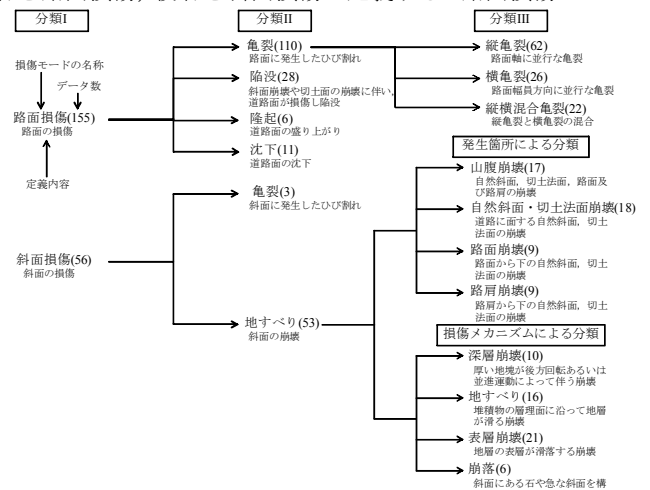 分類I
分類II
分類III
損傷モードの名称
データ数
路面損傷(155)
路面の損傷
定義内容
亀裂(110)
路面に発生したひび割れ
陥没(28)
斜面崩壊や切土面の崩壊に伴い,
道路面が損傷し陥没
隆起(6)
道路面の盛り上がり
沈下(11)
道路面の沈下
縦亀裂(62)
路面軸に並行な亀裂
横亀裂(26)
路面幅員方向に並行な亀裂
縦横混合亀裂(22)
縦亀裂と横亀裂の混合
斜面損傷(56)
斜面の損傷
亀裂(3)
斜面に発生したひび割れ
地すべり(53)
斜面の崩壊
発生箇所による分類
山腹崩壊(17)
自然斜面,切土法面,路面及
び路肩の崩壊
自然斜面・切土法面崩壊(18)
道路に面する自然斜面,切土
法面の崩壊
路面崩壊(9)
路面から下の自然斜面,切土
法面の崩壊
路肩崩壊(9)
路肩から下の自然斜面,切土
法面の崩壊
損傷メカニズムによる分類
深層崩壊(10)
厚い地塊が後方回転あるいは
並進運動によって伴う崩壊
地すべり(16)
堆積物の層理面に沿って地層
が滑る崩壊
表層崩壊(21)
地層の表層が滑落する崩壊
崩落(6)
斜面にある石や急な斜面を構